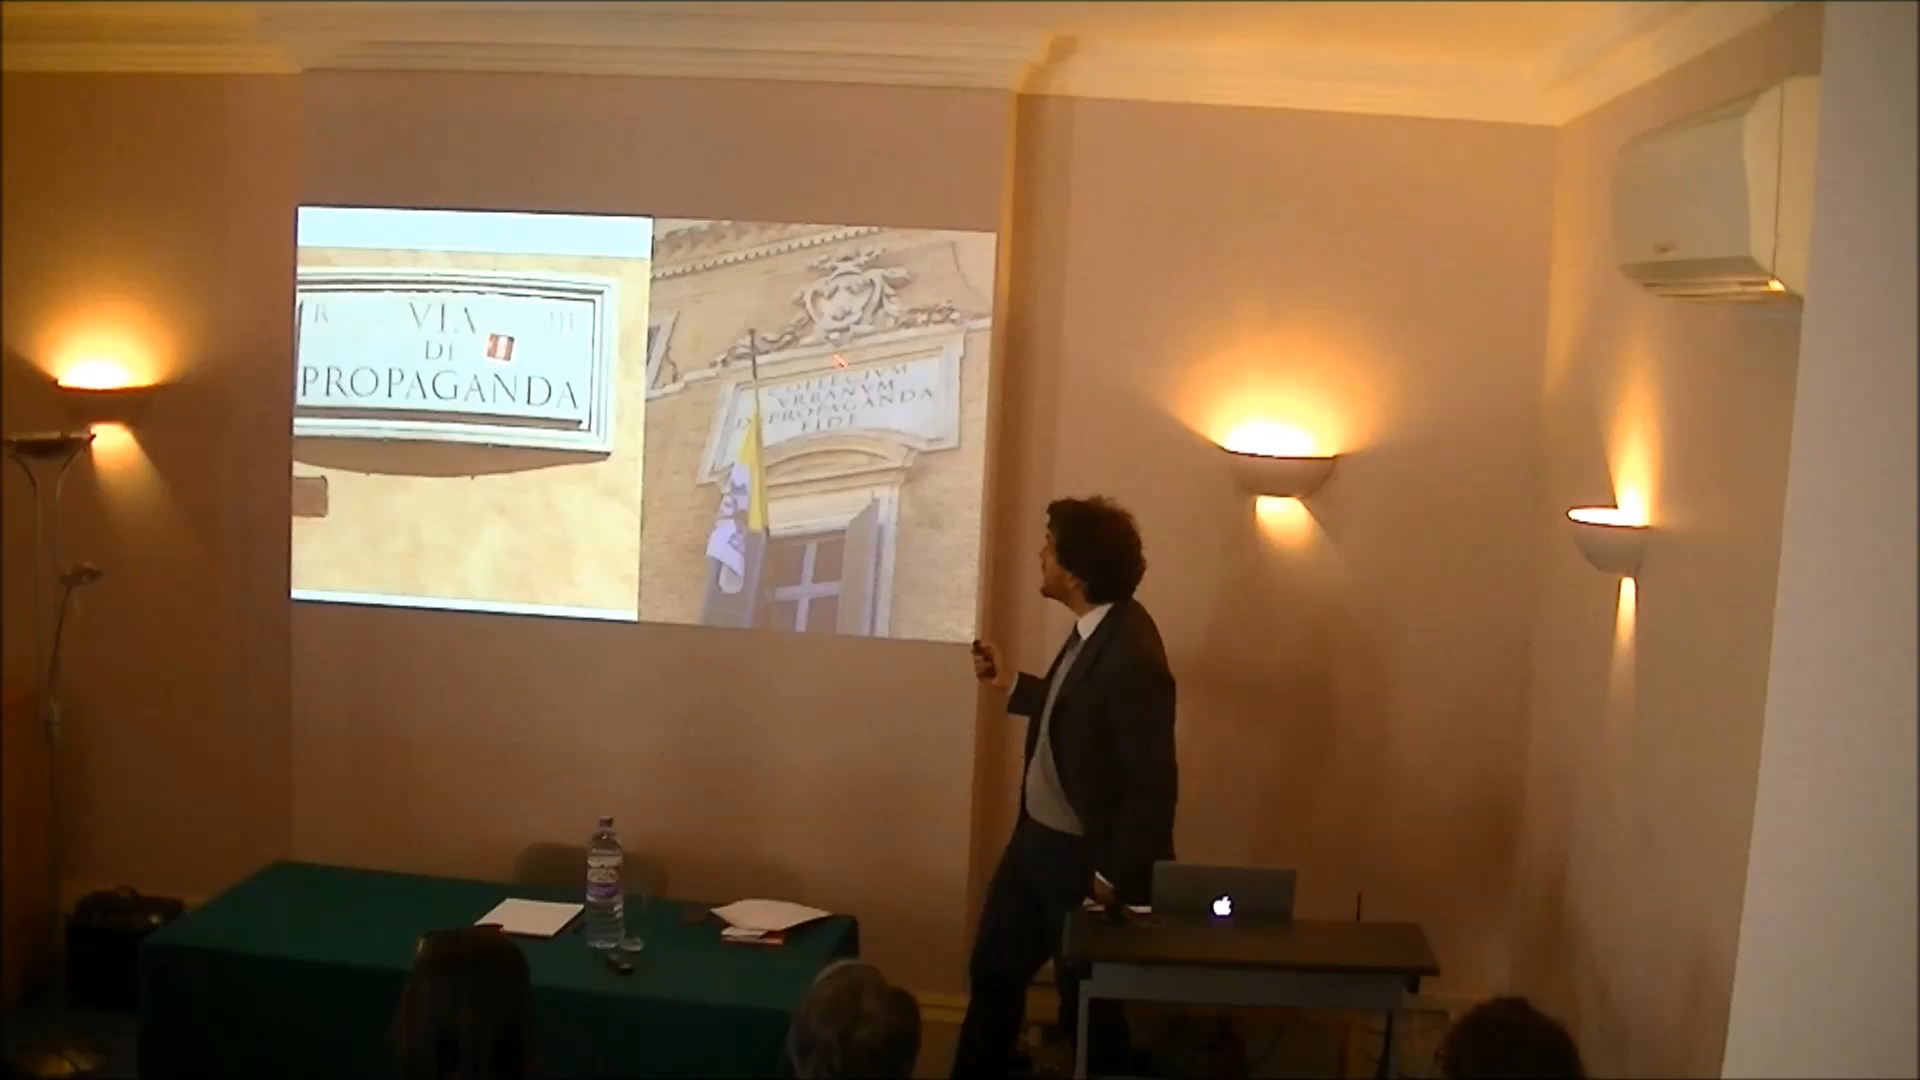 R VIA III
DI
PROPAGANDA
COLLEGIVM
VRBANVM
DE PROPAGANDA
FIDE